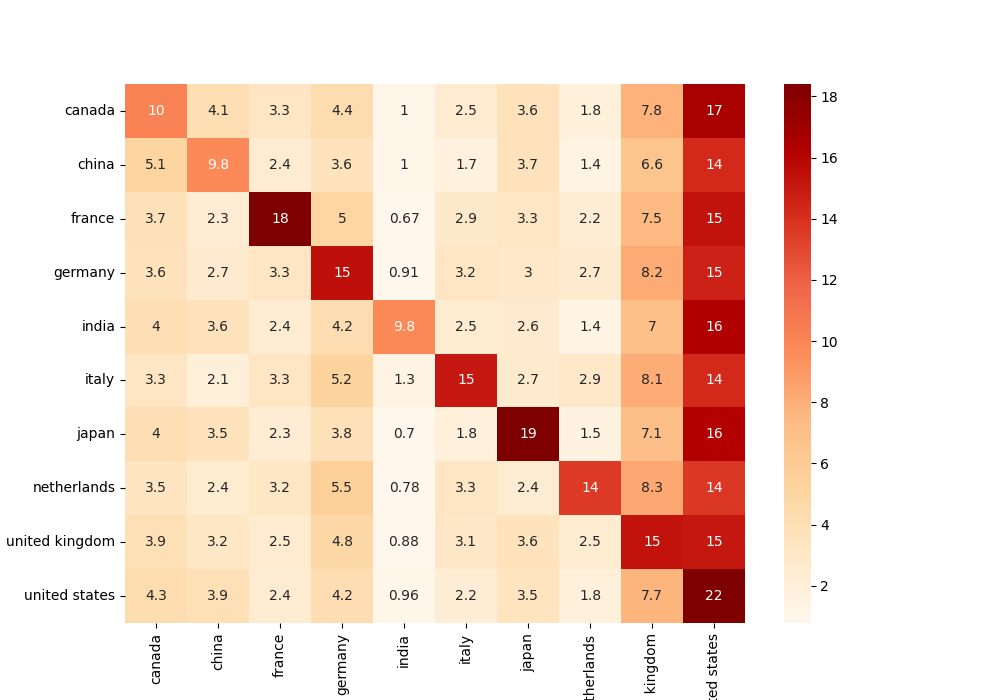 canada 10 4.1 3.3 4.4 1 2.5 3.6 1.8 7.8 17
china 5.1 9.8 2.4 3.6 1 1.7 3.7 1.4 6.6 14
france 3.7 2.3 18 5 0.67 2.9 3.3 2.2 7.5 15
germany 3.6 2.7 3.3 15 0.91 3.2 3 2.7 8.2 15
india 4 3.6 2.4 4.2 9.8 2.5 2.6 1.4 7 16
italy 3.3 2.1 3.3 5.2 1.3 15 2.7 2.9 8.1 14
japan 4 3.5 2.3 3.8 0.7 1.8 19 1.5 7.1 16
netherlands 3.5 2.4 3.2 5.5 0.78 3.3 2.4 14 8.3 14
united kingdom 3.9 3.2 2.5 4.8 0.88 3.1 3.6 2.5 15 15
united states 4.3 3.9 2.4 4.2 0.96 2.2 3.5 1.8 7.7 22
canada
china
france
germany
india
italy
japan
therlands
kingdom
ted states
18
16
14
12
10
8
6
4
2